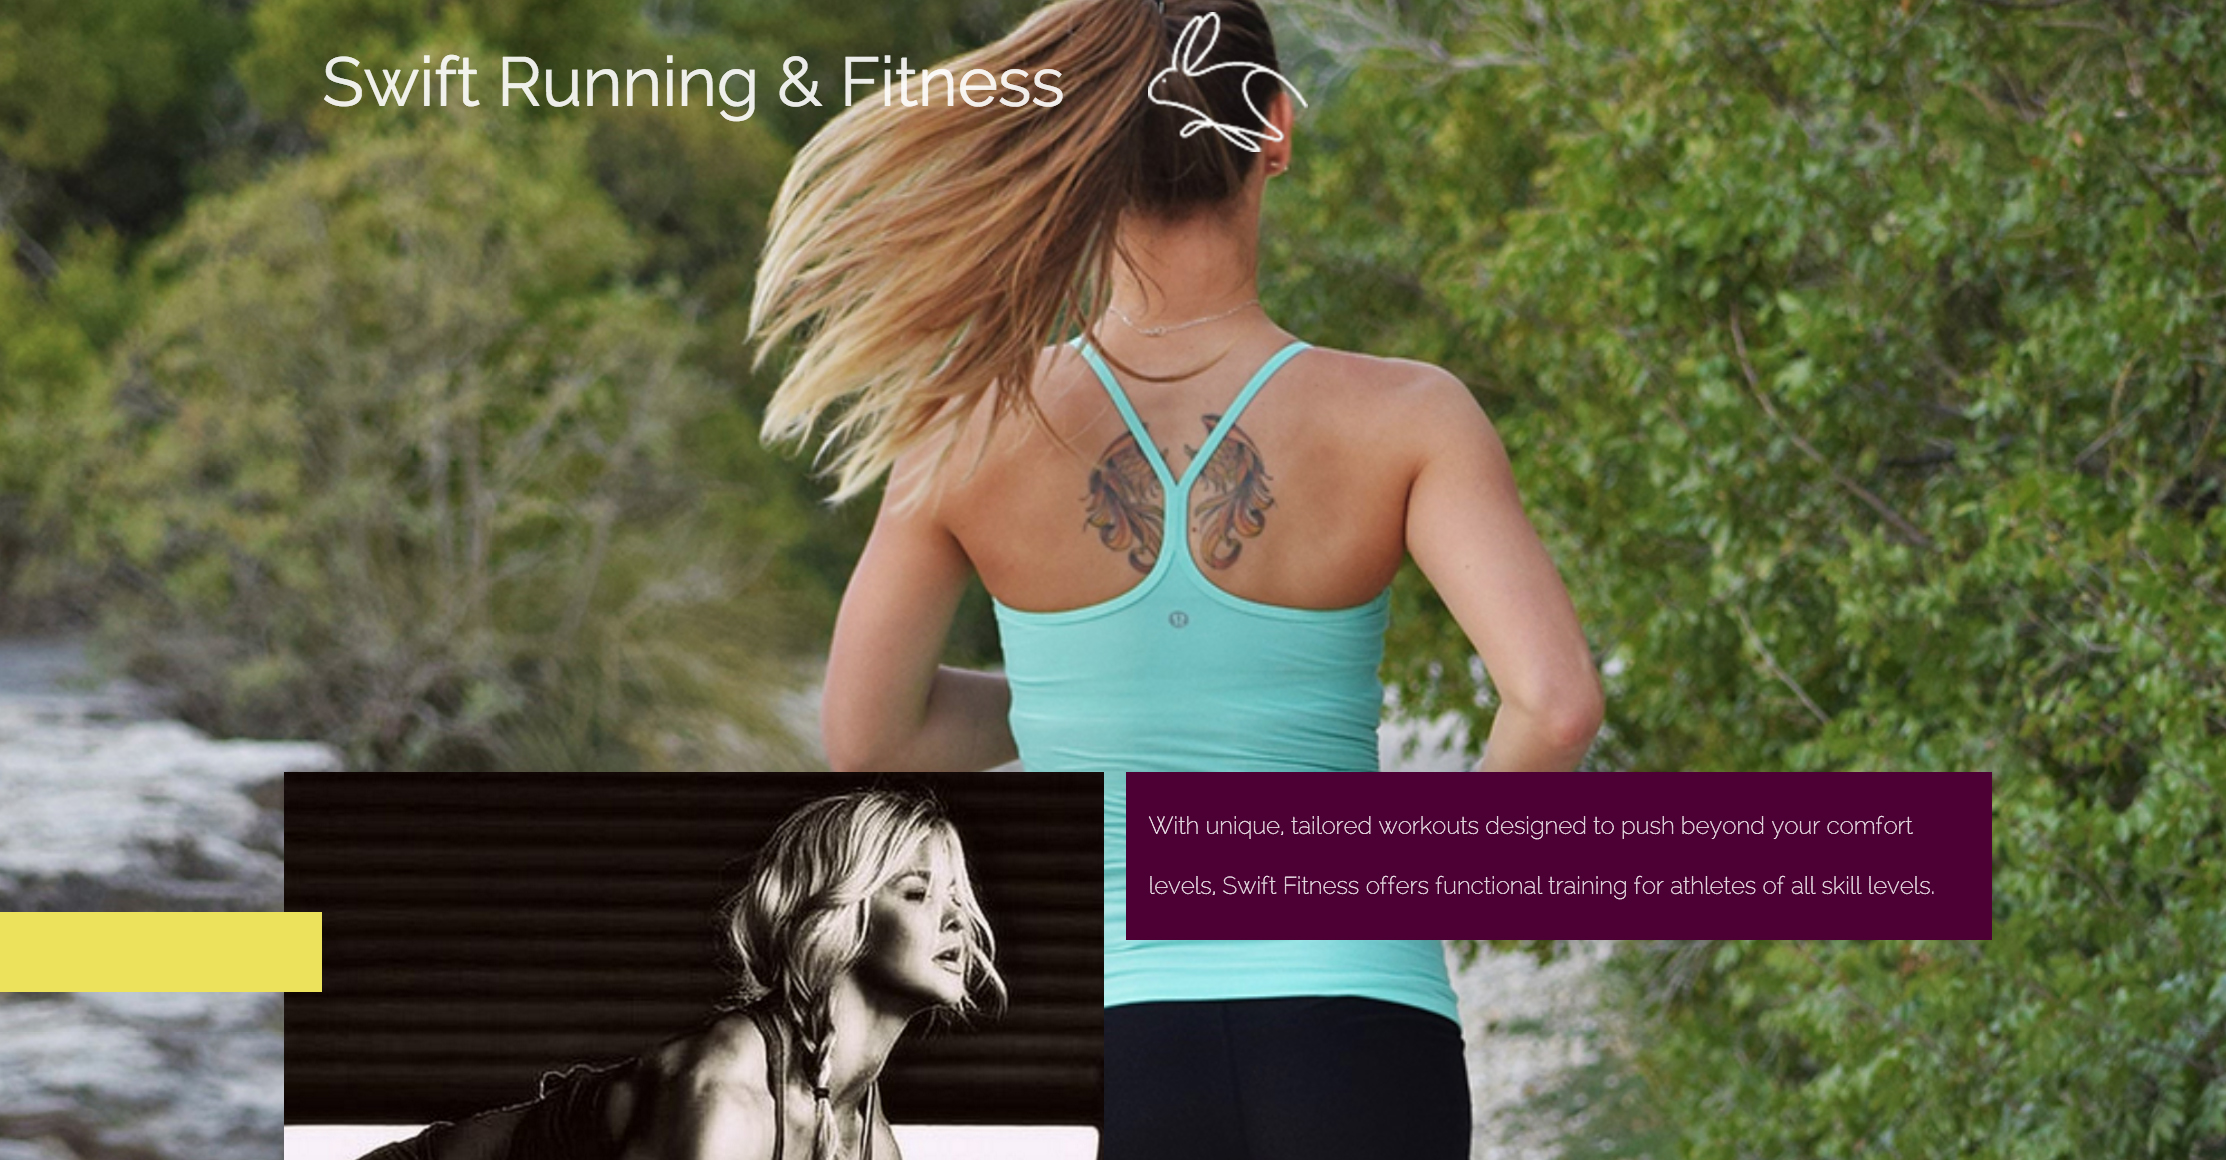 Swift Running & Fitness
With unique, tailored workouts designed to push beyond your comfort
levels, Swift Fitness offers functional training for athletes of all skill levels.